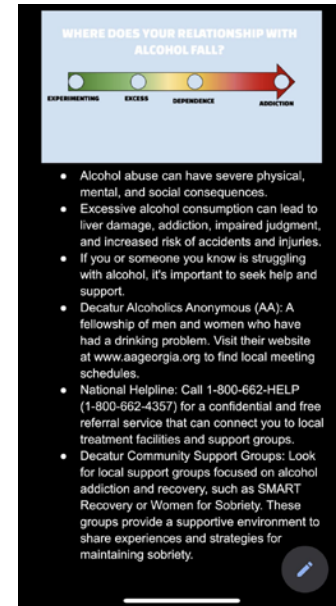 WHERE DOES YOUR RELATIONSHIP WITH
ALCOHOL FALL?
EXPERIMENTING
EXCESS
DEPENDENCE
ADDICTION
● Alcohol abuse can have severe physical,
mental, and social consequences.
● Excessive alcohol consumption can lead to
liver damage, addiction, impaired judgment,
and increased risk of accidents and injuries.
● If you or someone you know is struggling
with alcohol, it's important to seek help and
support.
● Decatur Alcoholics Anonymous (AA): A
fellowship of men and women who have
had a drinking problem. Visit their website
at www.aageorgia.org to find local meeting
schedules.
● National Helpline: Call 1-800-662-HELP
(1-800-662-4357) for a confidential and free
referral service that can connect you to local
treatment facilities and support groups.
● Decatur Community Support Groups: Look
for local support groups focused on alcohol
addiction and recovery, such as SMART
Recovery or Women for Sobriety. These
groups provide a supportive environment to
share experiences and strategies for
maintaining sobriety.